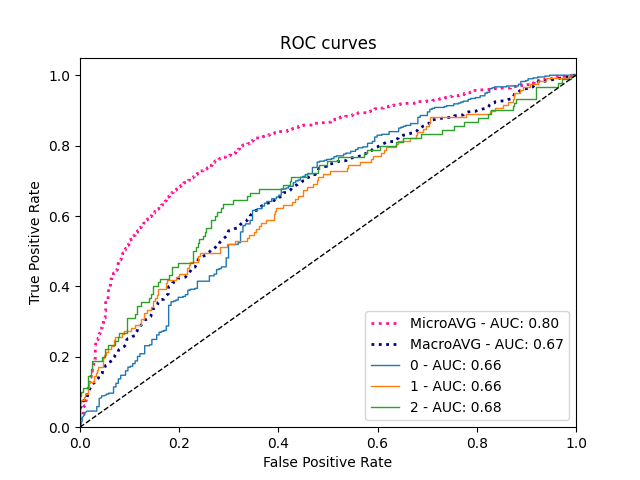 ROC curves
True Positive Rate
1.0
0.8
0.6
0.4
0.2
0.0
0.0 0.2 0.4 0.6 0.8 1.0
False Positive Rate
MicroAVG - AUC: 0.80
MacroAVG - AUC: 0.67
0 - AUC: 0.66
1 - AUC: 0.66
2 - AUC: 0.68